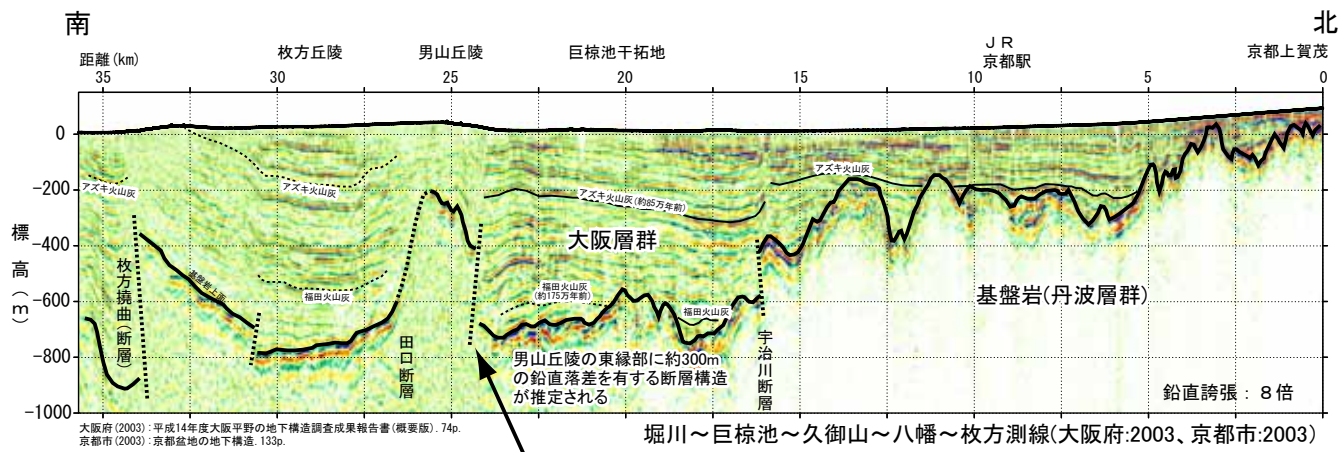 南
北
距離(km)
枚方丘陵
男山丘陵
巨椋池干拓地
ＪＲ
京都駅
京都上賀茂
35 30 25 20 15 10 5 0
0
-200
-400
-600
-800
-1000
標高(m)
アズキ火山灰
アズキ火山灰
アズキ火山灰(約85万年前)
アズキ火山灰
大阪層群
基盤岩上面
福田火山灰
福田火山灰
(約175万年前)
福田火山灰
基盤岩(丹波層群)
枚方撓曲(断層)
田口断層
宇治川断層
男山丘陵の東縁部に約300m
の鉛直落差を有する断層構造
が推定される
鉛直誇張：８倍
大阪府(2003):平成14年度大阪平野の地下構造調査成果報告書(概要版).74p.
京都市(2003):京都盆地の地下構造.133p.
堀川～巨椋池～久御山～八幡～枚方測線(大阪府:2003、京都市:2003)